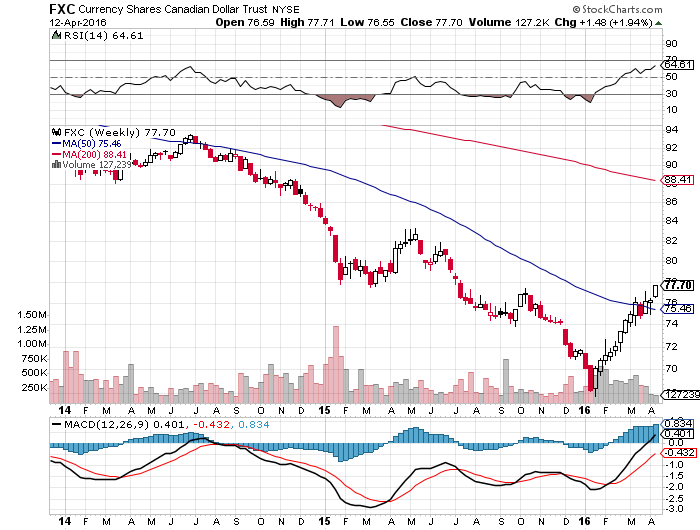 FXC Currency Shares Canadian Dollar Trust NYSE © StockCharts.com
12-Apr-2016 Open 76.59 High 77.71 Low 76.55 Close 77.70 Volume 127.2K Chg +1.48 (+1.94%)
RSI(14) 64.61
90
70
64.61
50
30
10
FXC (Weekly) 77.70
MA(50) 75.46
MA(200) 88.41
Volume 127,239
94
92
90
88.41
86
84
82
80
78
77.70
75.46
74
72
70
127239
1.50M
1.25M
1.00M
750K
500K
250K
14 F M A M J J A S O N D 15 F M A M J J A S O N D 16 F M A
MACD(12,26,9) 0.401, -0.432, 0.834
0.834
0.401
0.0
-0.432
-1.0
-1.5
-2.0
-2.5
-3.0
14 F M A M J J A S O N D 15 F M A M J J A S O N D 16 F M A